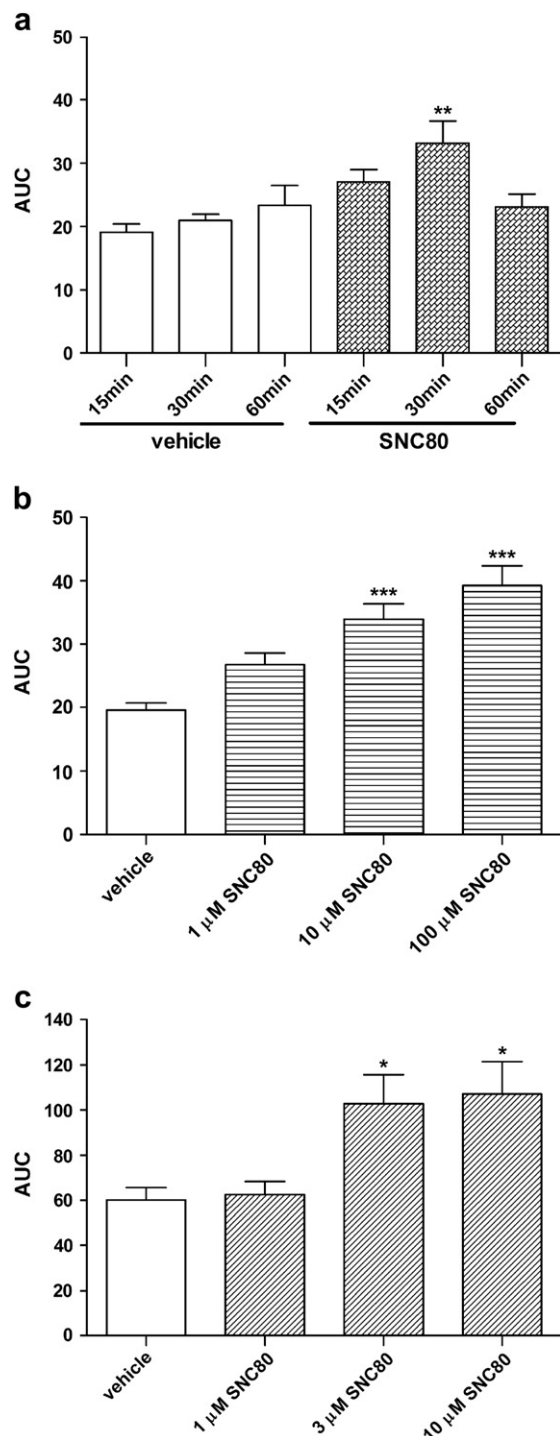 a
50
40
30
20
10
0
AUC
**
15min 30min 60min 15min 30min 60min
vehicle SNC80
b
50
40
30
20
10
0
AUC
*** ***
vehicle 1 μM SNC80 10 μM SNC80 100 μM SNC80
c
140
120
100
80
60
40
20
0
AUC
* *
vehicle 1 μM SNC80 3 μM SNC80 10 μM SNC80